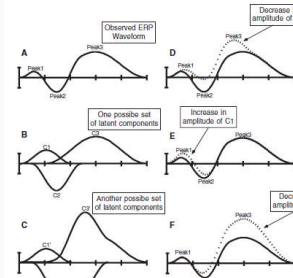 Observed ERP
Waveform
A
Peak1
Peak3
Peak2
One possibe set
of latent components
B
C1
C3
C2
Another possibe set
of latent components
C
C1'
C3'
Decrease
amplitude of
D
Peak3
Peak1
Peak2
Increase in
amplitude of C1
E
Peak3
Peak1
Peak2
F
Peak3
Peak1